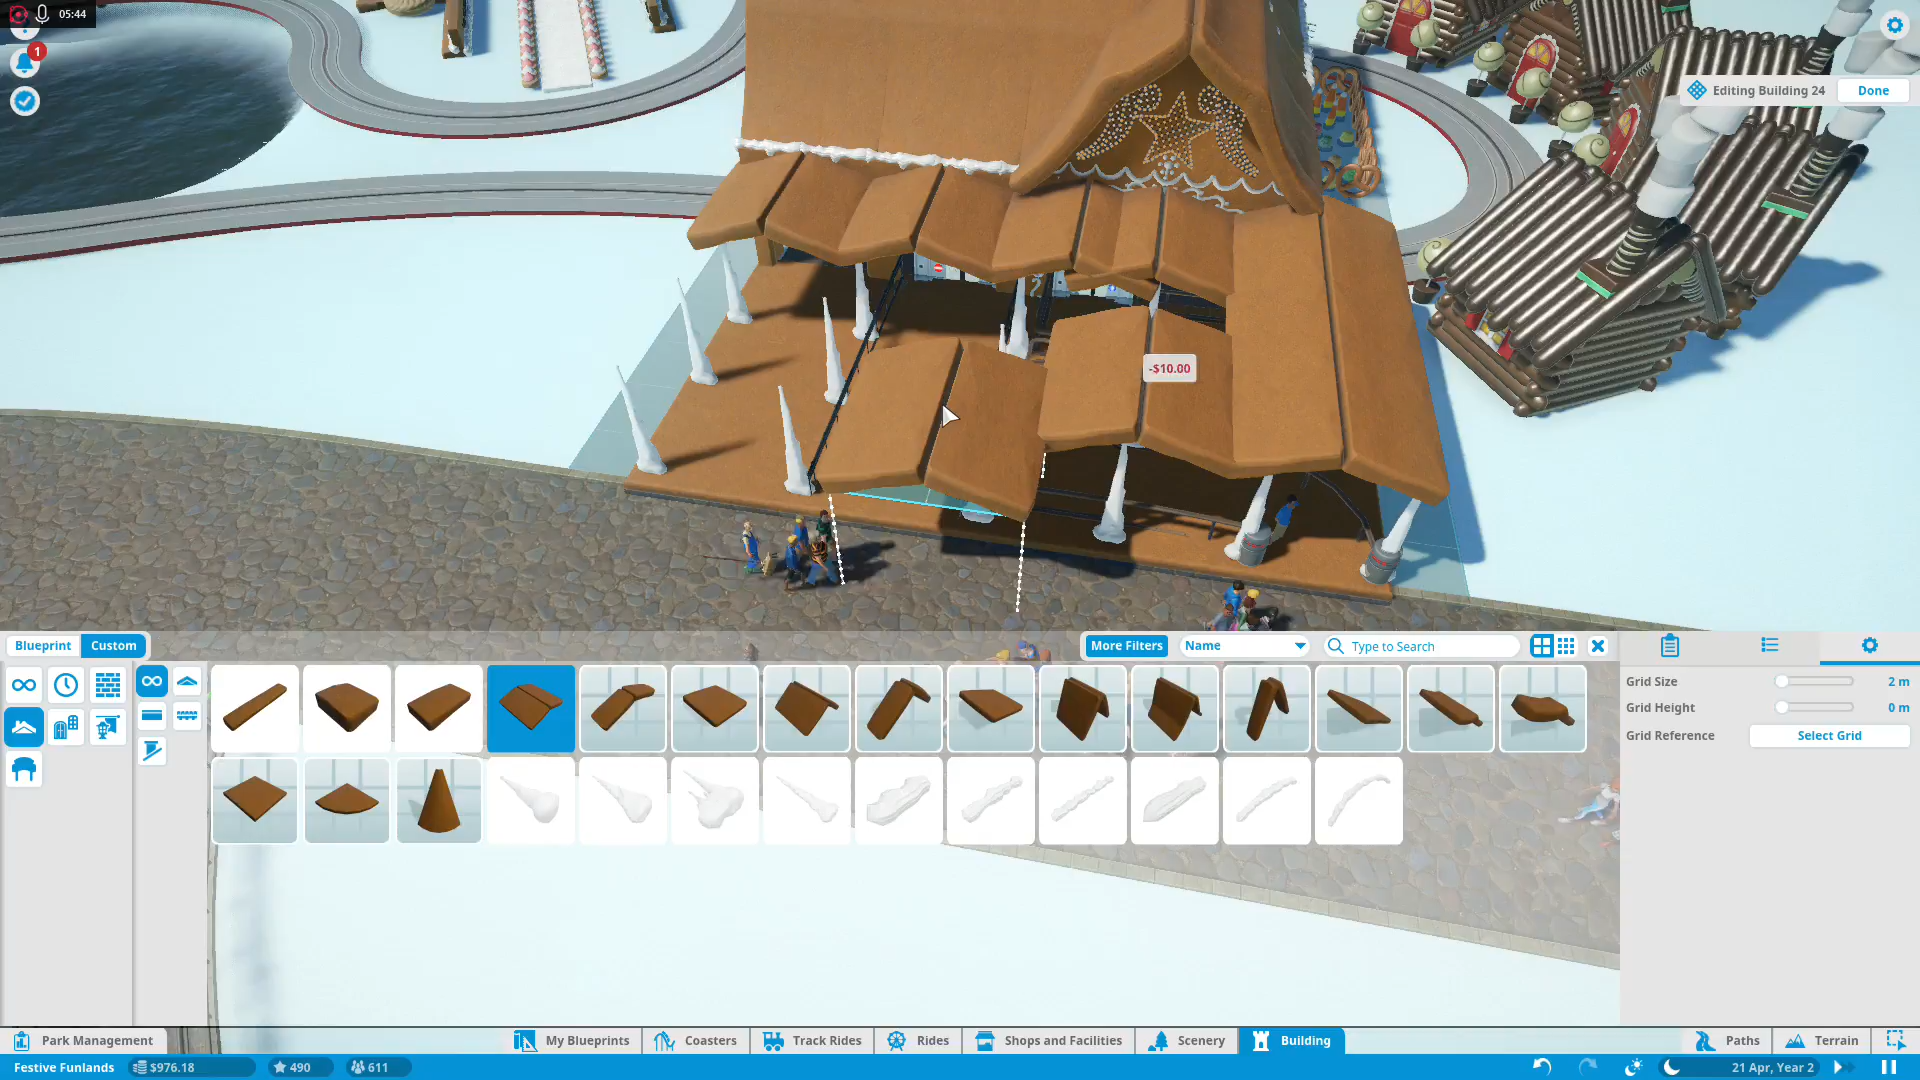 05:44
1
Editing Building 24
Done
-$10.00
Blueprint
Custom
More Filters
Name
Type to Search
Grid Size
2 m
Grid Height
0 m
Grid Reference
Select Grid
Park Management
My Blueprints
Coasters
Track Rides
Rides
Shops and Facilities
Scenery
Building
Paths
Terrain
Festive Funlands
$976.18
490
611
21 Apr, Year 2